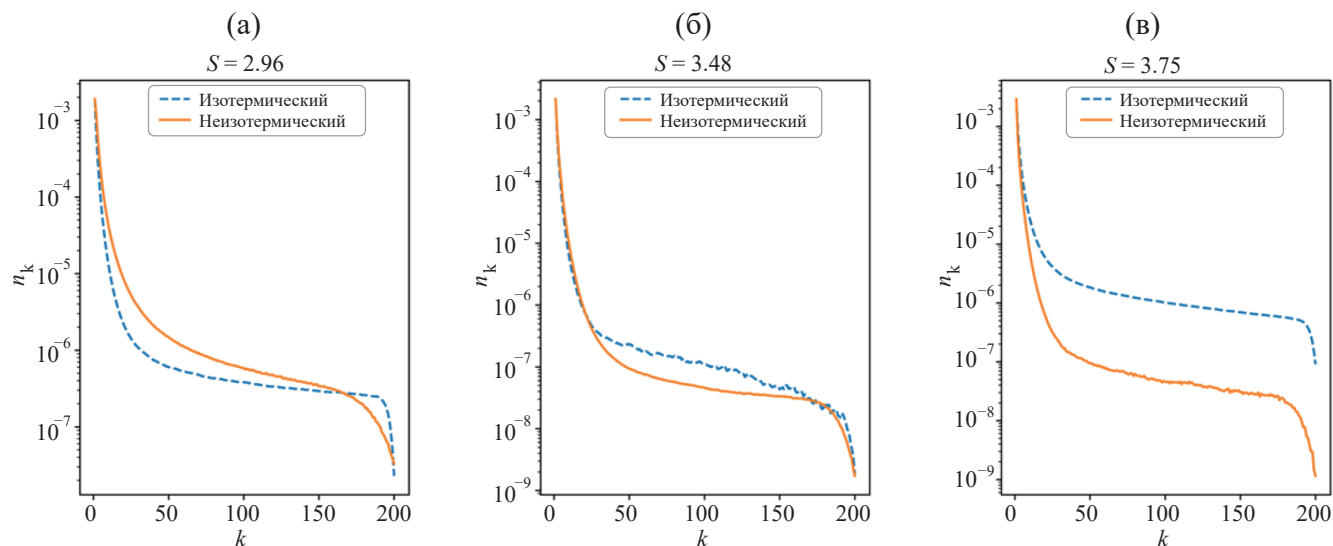 (а)
S = 2.96
Изотермический
Неизотермический
10⁻³
10⁻⁴
10⁻⁵
10⁻⁶
10⁻⁷
nₖ
0 50 100 150 200
k
(б)
S = 3.48
Изотермический
Неизотермический
10⁻³
10⁻⁴
10⁻⁵
10⁻⁶
10⁻⁷
10⁻⁸
10⁻⁹
nₖ
0 50 100 150 200
k
(в)
S = 3.75
Изотермический
Неизотермический
10⁻³
10⁻⁴
10⁻⁵
10⁻⁶
10⁻⁷
10⁻⁸
10⁻⁹
nₖ
0 50 100 150 200
k